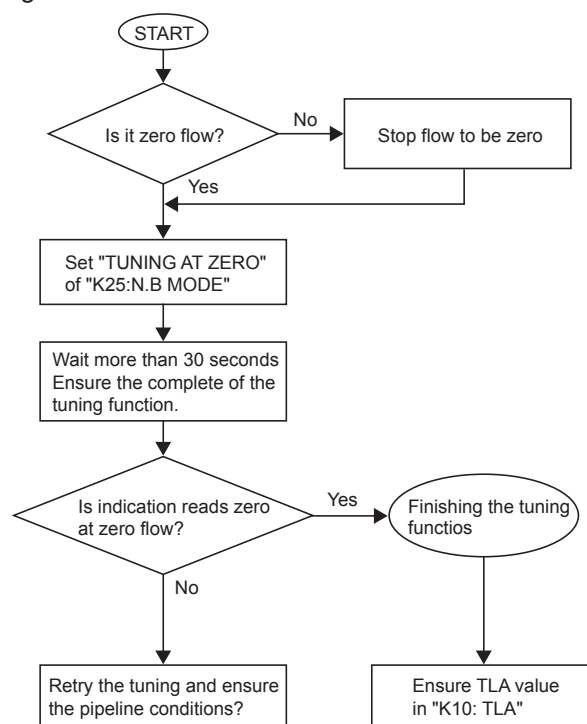 START
Is it zero flow?
No
Stop flow to be zero
Yes
Set "TUNING AT ZERO"
of "K25:N.B MODE"
Wait more than 30 seconds
Ensure the complete of the
tuning function.
Is indication reads zero
at zero flow?
Yes
Finishing the tuning
functios
No
Retry the tuning and ensure
the pipeline conditions?
Ensure TLA value
in "K10: TLA"